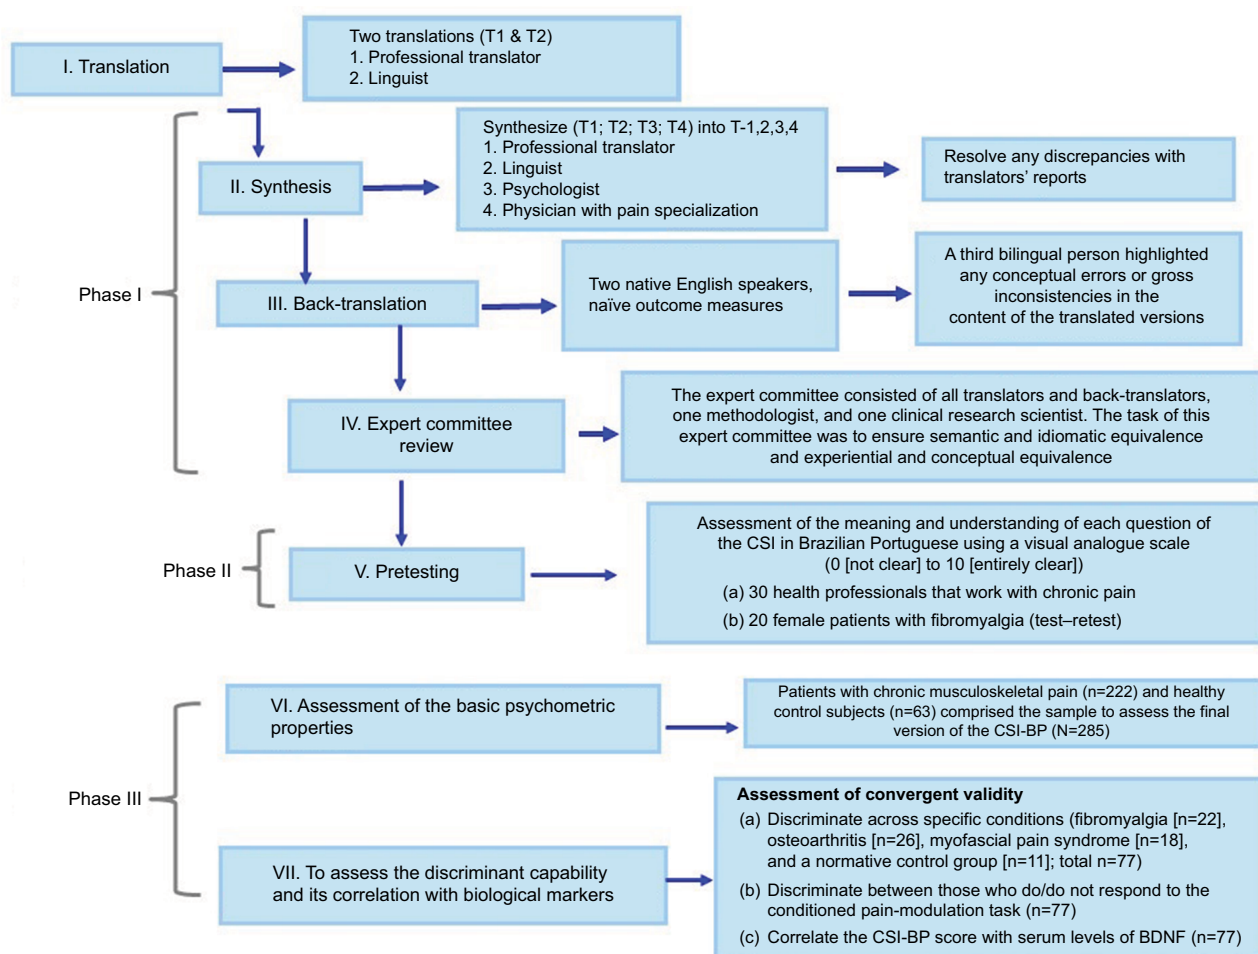 I. Translation
Two translations (T1 & T2)
1. Professional translator
2. Linguist
Phase I
II. Synthesis
Synthesize (T1; T2; T3; T4) into T-1,2,3,4
1. Professional translator
2. Linguist
3. Psychologist
4. Physician with pain specialization
Resolve any discrepancies with
translators’ reports
III. Back-translation
Two native English speakers,
naïve outcome measures
A third bilingual person highlighted
any conceptual errors or gross
inconsistencies in the
content of the translated versions
IV. Expert committee
review
The expert committee consisted of all translators and back-translators,
one methodologist, and one clinical research scientist. The task of this
expert committee was to ensure semantic and idiomatic equivalence
and experiential and conceptual equivalence
Phase II
V. Pretesting
Assessment of the meaning and understanding of each question of
the CSI in Brazilian Portuguese using a visual analogue scale
(0 [not clear] to 10 [entirely clear])
(a) 30 health professionals that work with chronic pain
(b) 20 female patients with fibromyalgia (test–retest)
Phase III
VI. Assessment of the basic psychometric
properties
Patients with chronic musculoskeletal pain (n=222) and healthy
control subjects (n=63) comprised the sample to assess the final
version of the CSI-BP (N=285)
VII. To assess the discriminant capability
and its correlation with biological markers
Assessment of convergent validity
(a) Discriminate across specific conditions (fibromyalgia [n=22],
osteoarthritis [n=26], myofascial pain syndrome [n=18],
and a normative control group [n=11]; total n=77)
(b) Discriminate between those who do/do not respond to the
conditioned pain-modulation task (n=77)
(c) Correlate the CSI-BP score with serum levels of BDNF (n=77)